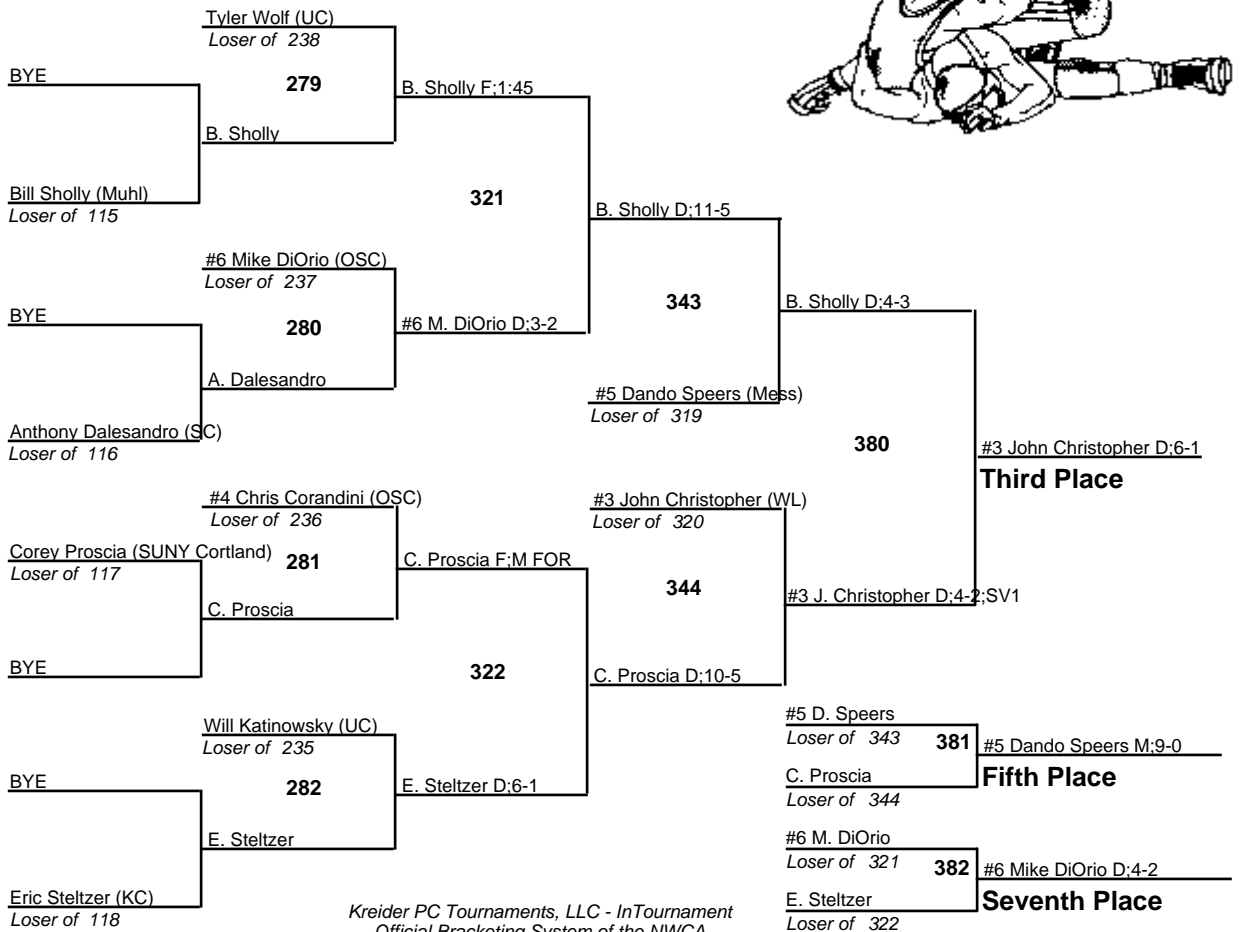 Tyler Wolf (UC)
Loser of 238
BYE
279
B. Sholly F;1:45
B. Sholly
Bill Sholly (Muhl)
Loser of 115
321
B. Sholly D;11-5
#6 Mike DiOrio (OSC)
Loser of 237
BYE
280
#6 M. DiOrio D;3-2
343
B. Sholly D;4-3
A. Dalesandro
#5 Dando Speers (Mess)
Loser of 319
Anthony Dalesandro (SC)
Loser of 116
380
#3 John Christopher D;6-1
Third Place
#4 Chris Corandini (OSC)
Loser of 236
#3 John Christopher (WL)
Loser of 320
Corey Proscia (SUNY Cortland)
Loser of 117
281
C. Proscia F;M FOR
344
#3 J. Christopher D;4-2;SV1
C. Proscia
BYE
322
C. Proscia D;10-5
Will Katinowsky (UC)
Loser of 235
#5 D. Speers
Loser of 343
381
#5 Dando Speers M;9-0
Fifth Place
BYE
282
E. Steltzer D;6-1
C. Proscia
Loser of 344
E. Steltzer
#6 M. DiOrio
Loser of 321
382
#6 Mike DiOrio D;4-2
Seventh Place
Eric Steltzer (KC)
Loser of 118
E. Steltzer
Loser of 322
Kreider PC Tournaments, LLC - InTournament
Official Bracketing System of the NWCA